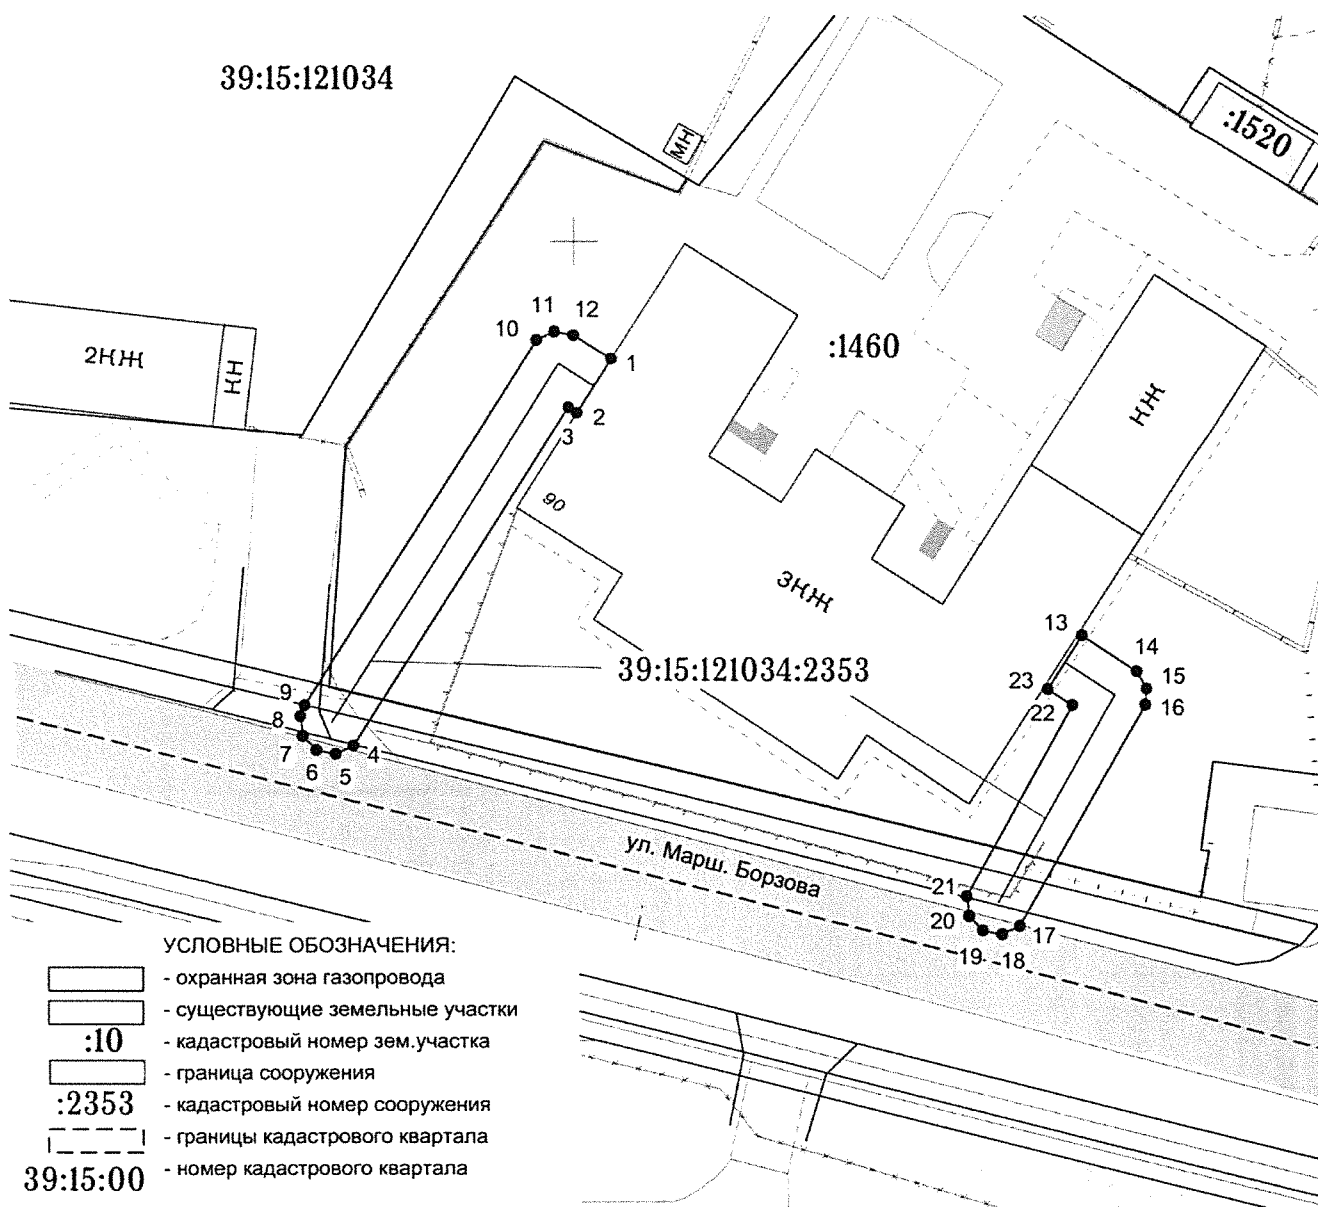 39:15:121034
МН
:1520
11
12
10
1
:1460
2НЖ
КН
2
3
НЖ
90
3НЖ
13
14
39:15:121034:2353
15
23
16
22
9
8
7
4
6
5
ул. Марш. Борзова
21
20
17
19
18
УСЛОВНЫЕ ОБОЗНАЧЕНИЯ:
- охранная зона газопровода
- существующие земельные участки
:10 - кадастровый номер зем.участка
- граница сооружения
:2353 - кадастровый номер сооружения
- границы кадастрового квартала
39:15:00 - номер кадастрового квартала